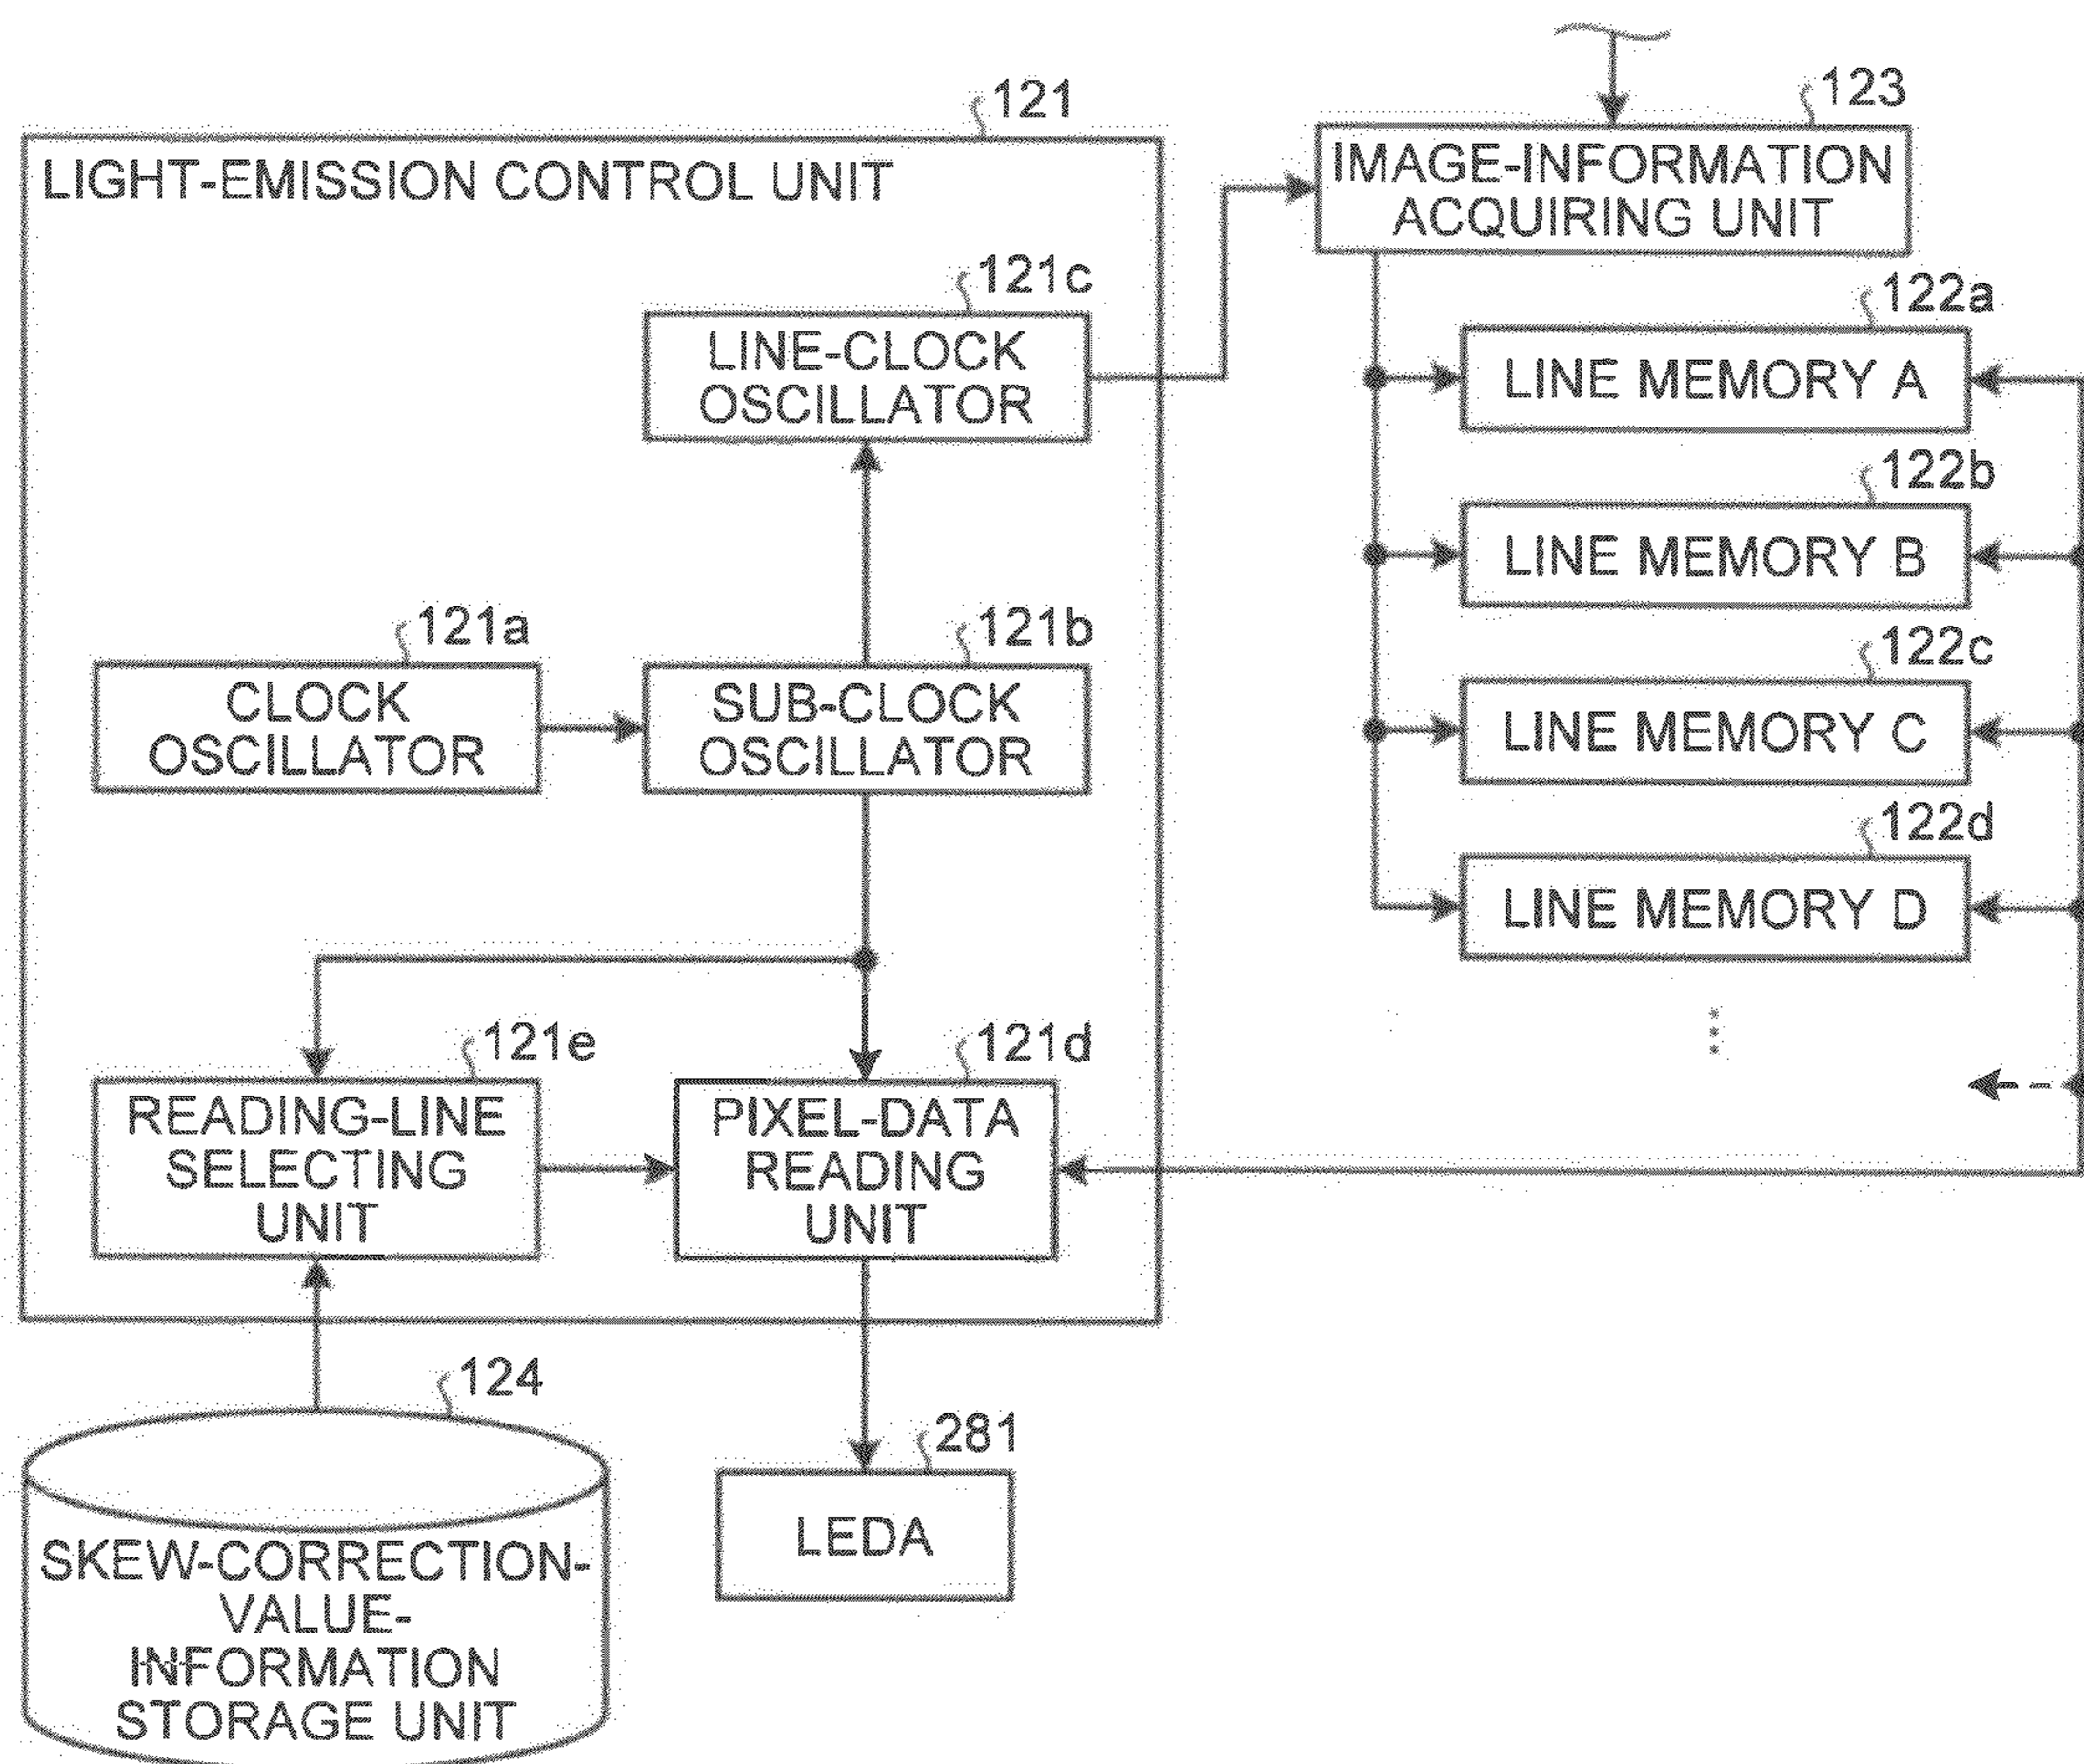 121
LIGHT-EMISSION CONTROL UNIT
123
IMAGE-INFORMATION
ACQUIRING UNIT
121c
LINE-CLOCK
OSCILLATOR
122a
LINE MEMORY A
122b
LINE MEMORY B
121a
CLOCK
OSCILLATOR
121b
SUB-CLOCK
OSCILLATOR
122c
LINE MEMORY C
122d
LINE MEMORY D
121e
READING-LINE
SELECTING
UNIT
121d
PIXEL-DATA
READING
UNIT
124
SKEW-CORRECTION-
VALUE-
INFORMATION
STORAGE UNIT
281
LEDA